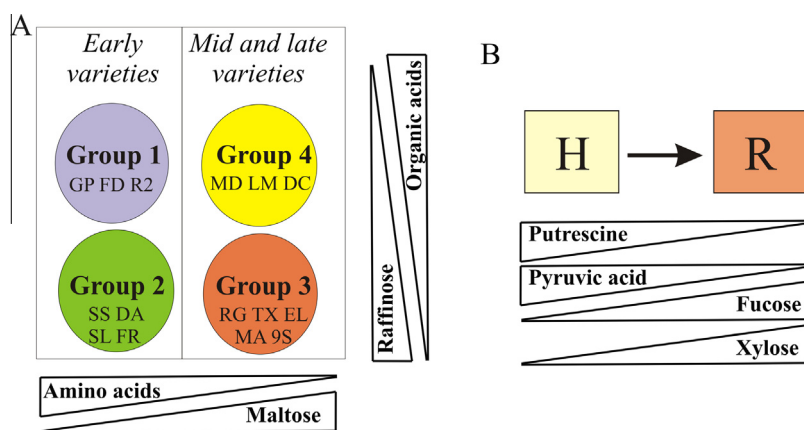 A
Early
varieties
Mid and late
varieties
Group 1
GP FD R2
Group 4
MD LM DC
Group 2
SS DA
SL FR
Group 3
RG TX EL
MA 9S
Raffinose
Organic acids
Amino acids
Maltose
B
H
R
Putrescine
Pyruvic acid
Fucose
Xylose